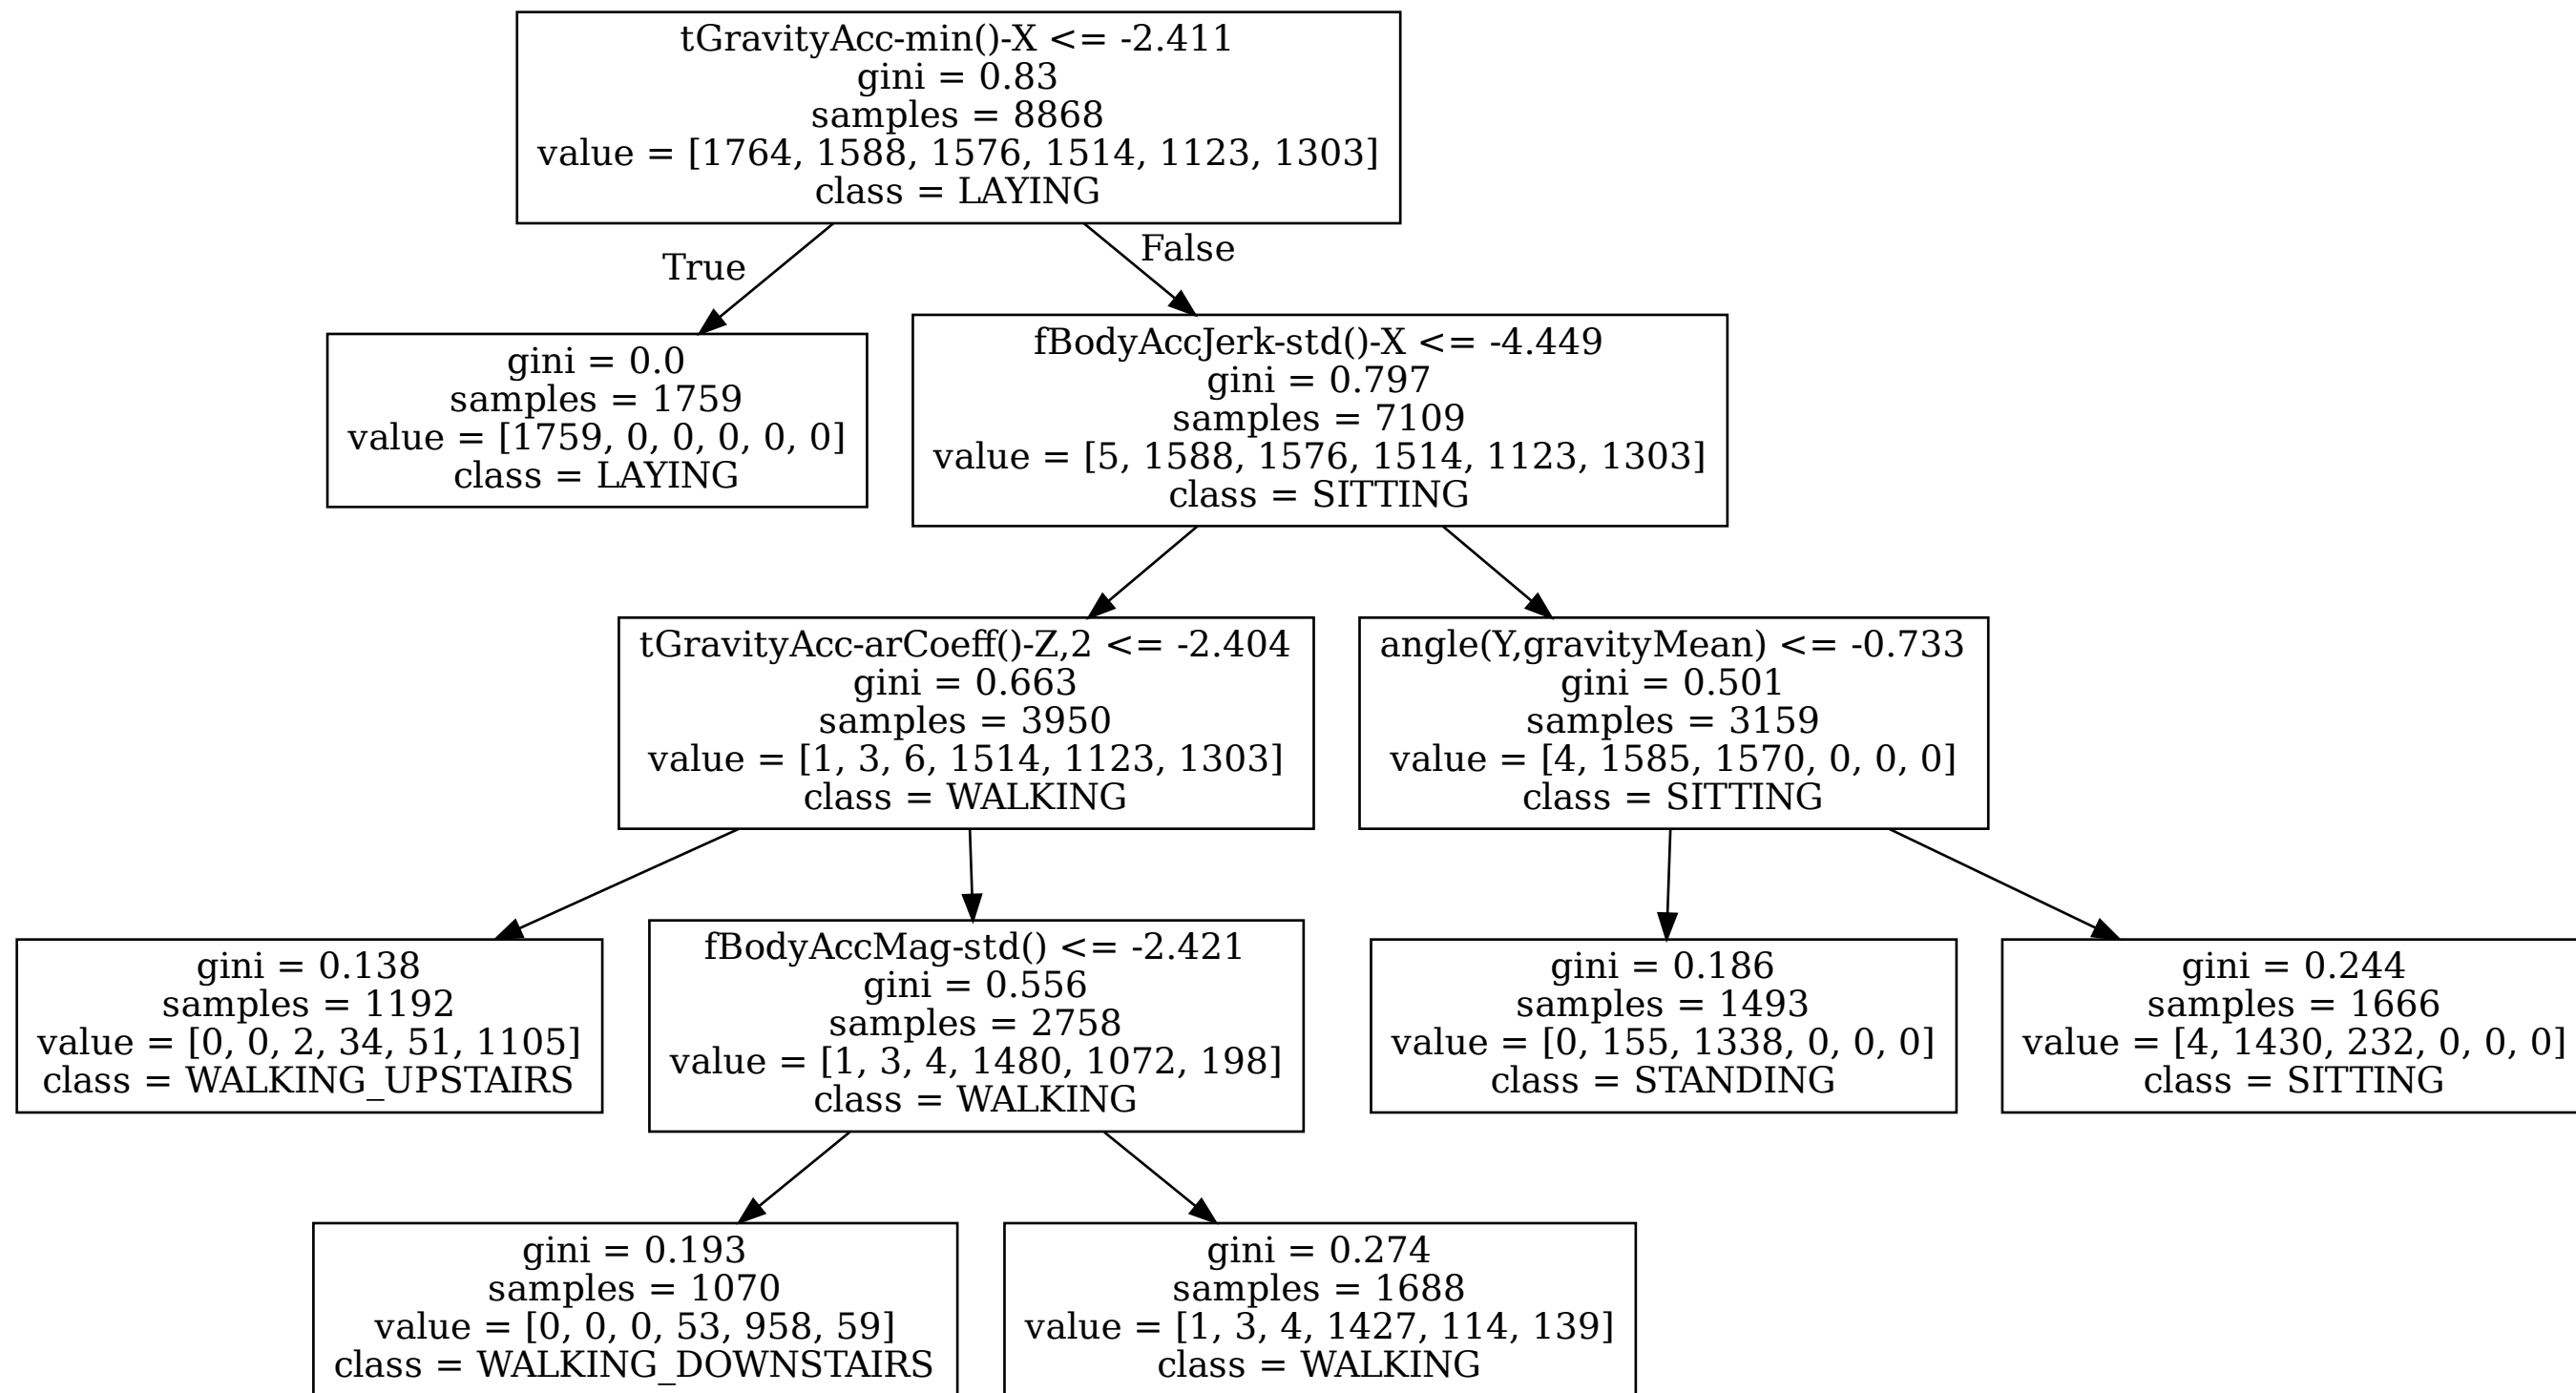 tGravityAcc-min()-X <= -2.411
gini = 0.83
samples = 8868
value = [1764, 1588, 1576, 1514, 1123, 1303]
class = LAYING
True
False
gini = 0.0
samples = 1759
value = [1759, 0, 0, 0, 0, 0]
class = LAYING
fBodyAccJerk-std()-X <= -4.449
gini = 0.797
samples = 7109
value = [5, 1588, 1576, 1514, 1123, 1303]
class = SITTING
tGravityAcc-arCoeff()-Z,2 <= -2.404
gini = 0.663
samples = 3950
value = [1, 3, 6, 1514, 1123, 1303]
class = WALKING
angle(Y,gravityMean) <= -0.733
gini = 0.501
samples = 3159
value = [4, 1585, 1570, 0, 0, 0]
class = SITTING
gini = 0.138
samples = 1192
value = [0, 0, 2, 34, 51, 1105]
class = WALKING_UPSTAIRS
fBodyAccMag-std() <= -2.421
gini = 0.556
samples = 2758
value = [1, 3, 4, 1480, 1072, 198]
class = WALKING
gini = 0.186
samples = 1493
value = [0, 155, 1338, 0, 0, 0]
class = STANDING
gini = 0.244
samples = 1666
value = [4, 1430, 232, 0, 0, 0]
class = SITTING
gini = 0.193
samples = 1070
value = [0, 0, 0, 53, 958, 59]
class = WALKING_DOWNSTAIRS
gini = 0.274
samples = 1688
value = [1, 3, 4, 1427, 114, 139]
class = WALKING